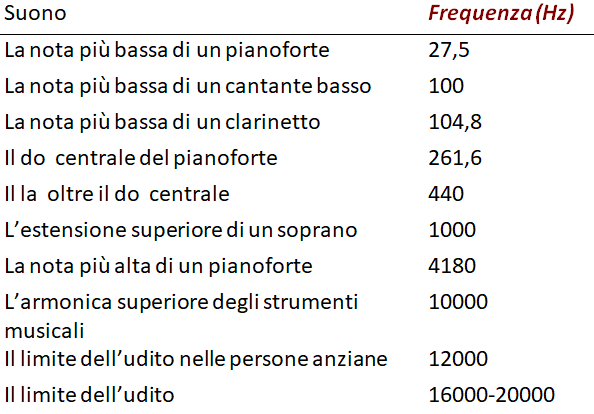 Suono Frequenza (Hz)
La nota più bassa di un pianoforte 27,5
La nota più bassa di un cantante basso 100
La nota più bassa di un clarinetto 104,8
Il do centrale del pianoforte 261,6
Il la oltre il do centrale 440
L’estensione superiore di un soprano 1000
La nota più alta di un pianoforte 4180
L’armonica superiore degli strumenti 10000
musicali
Il limite dell’udito nelle persone anziane 12000
Il limite dell’udito 16000-20000